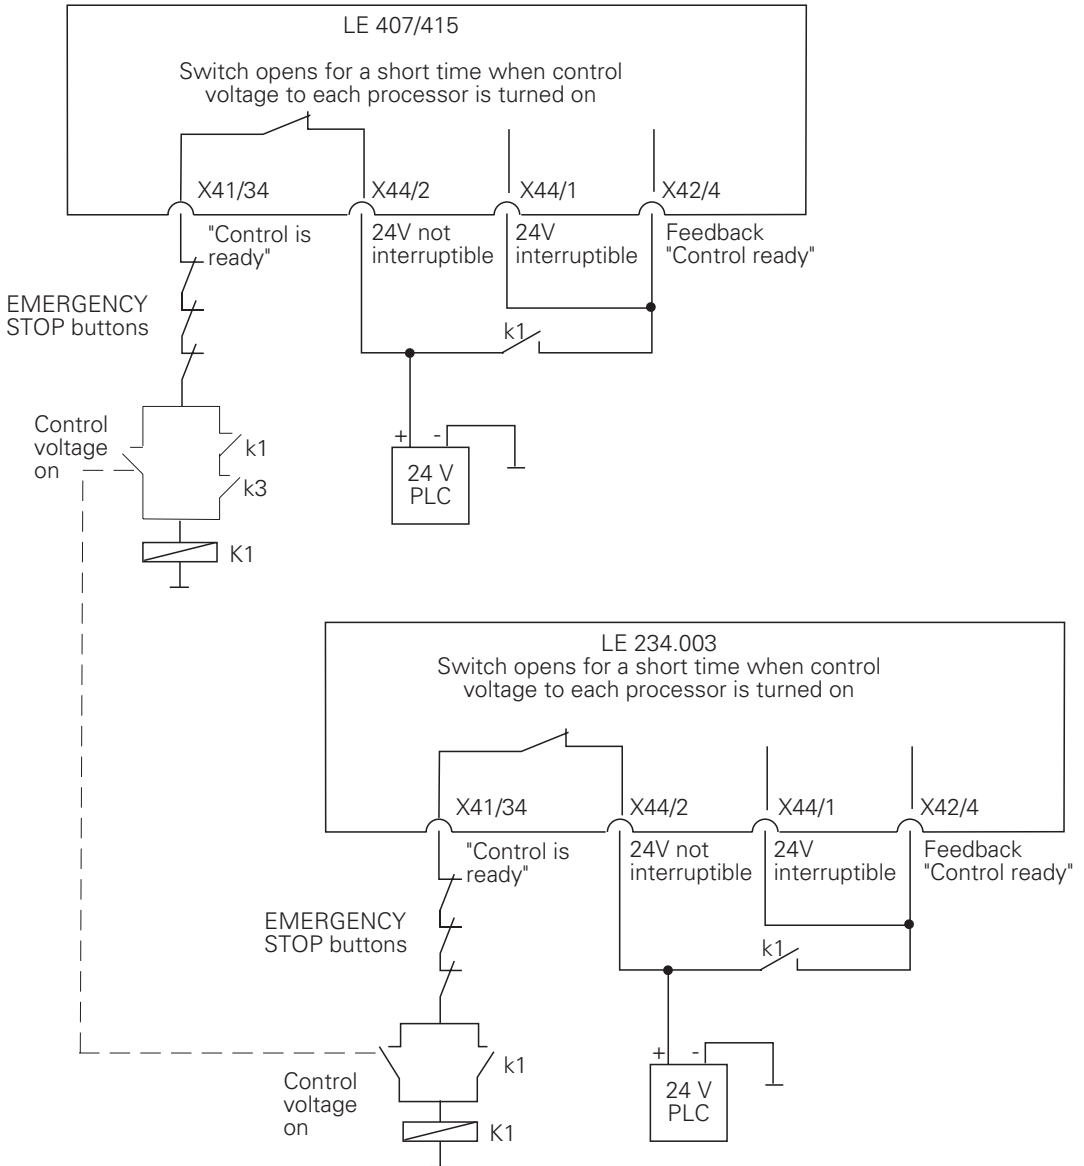 LE 407/415
Switch opens for a short time when control
voltage to each processor is turned on
X41/34
X44/2
X44/1
X42/4
"Control is
ready"
24V not
interruptible
24V
interruptible
Feedback
"Control ready"
EMERGENCY
STOP buttons
k1
Control
voltage
on
k1
k3
+ -
24 V
PLC
K1
LE 234.003
Switch opens for a short time when control
voltage to each processor is turned on
X41/34
X44/2
X44/1
X42/4
"Control is
ready"
24V not
interruptible
24V
interruptible
Feedback
"Control ready"
EMERGENCY
STOP buttons
k1
+ -
24 V
PLC
k1
Control
voltage
on
K1